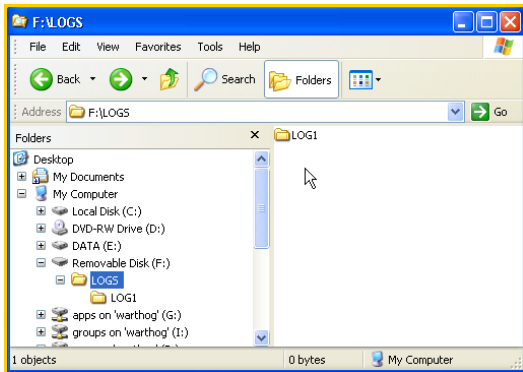 F:\LOGS
File Edit View Favorites Tools Help
Back Search Folders
Address F:\LOGS Go
Folders
LOG1
Desktop
My Documents
My Computer
Local Disk (C:)
DVD-RW Drive (D:)
DATA (E:)
Removable Disk (F:)
LOGS
LOG1
apps on 'warthog' (G:)
groups on 'warthog' (I:)
1 objects 0 bytes My Computer